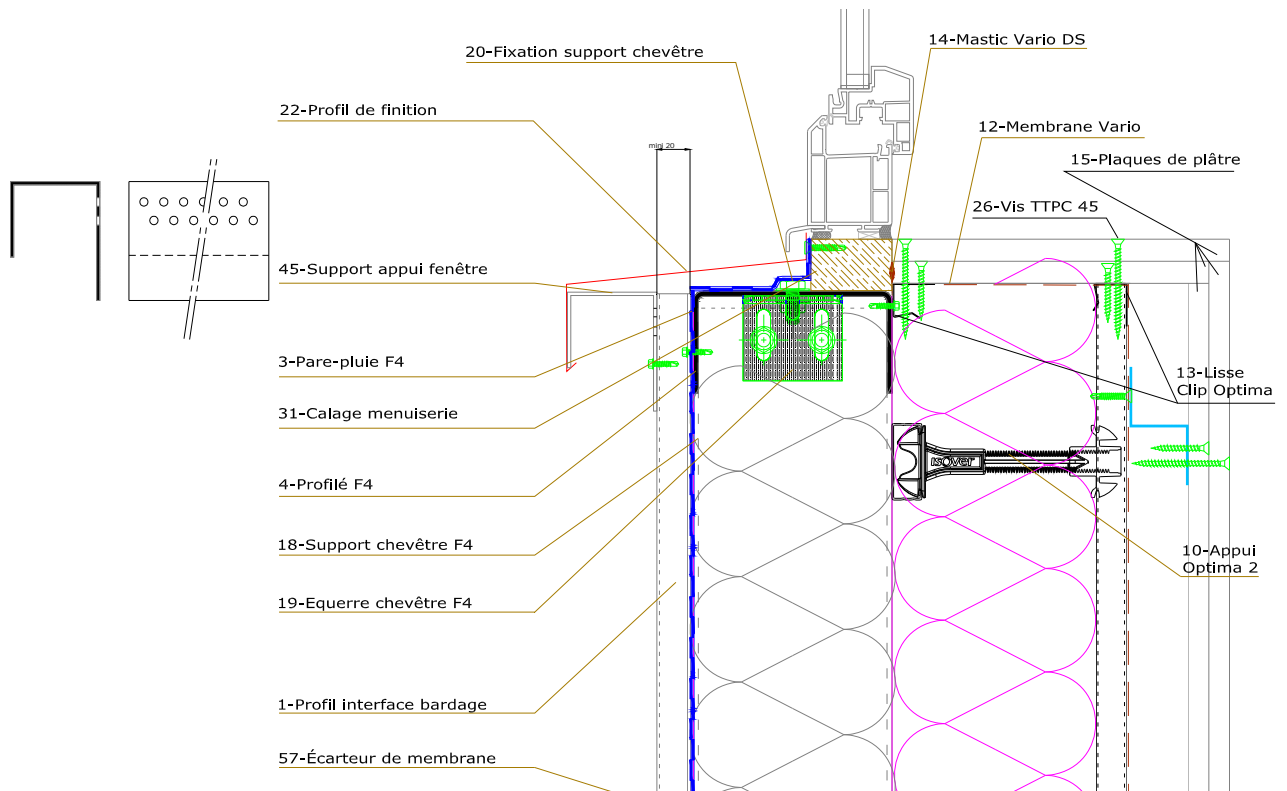 20-Fixation support chevêtre
14-Mastic Vario DS
22-Profil de finition
12-Membrane Vario
mini 20
15-Plaques de plâtre
26-Vis TTPC 45
45-Support appui fenêtre
3-Pare-pluie F4
13-Lisse
Clip Optima
31-Calage menuiserie
isover
4-Profilé F4
18-Support chevêtre F4
10-Appui
Optima 2
19-Equerre chevêtre F4
1-Profil interface bardage
57-Écarteur de membrane